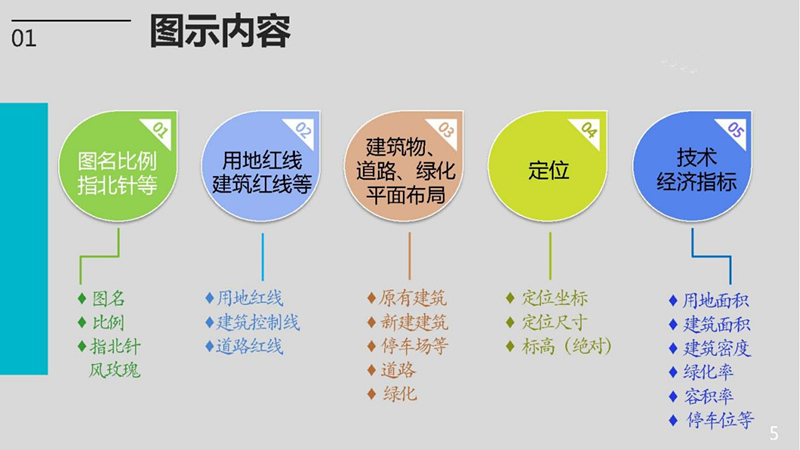 01
图示内容
01
图名比例
指北针等
02
用地红线
建筑红线等
03
建筑物、
道路、绿化
平面布局
04
定位
05
技术
经济指标
♦图名
♦比例
♦指北针
风玫瑰
♦用地红线
♦建筑控制线
♦道路红线
♦原有建筑
♦新建建筑
♦停车场等
♦道路
♦绿化
♦定位坐标
♦定位尺寸
♦标高（绝对）
♦用地面积
♦建筑面积
♦建筑密度
♦绿化率
♦容积率
♦停车位等
5